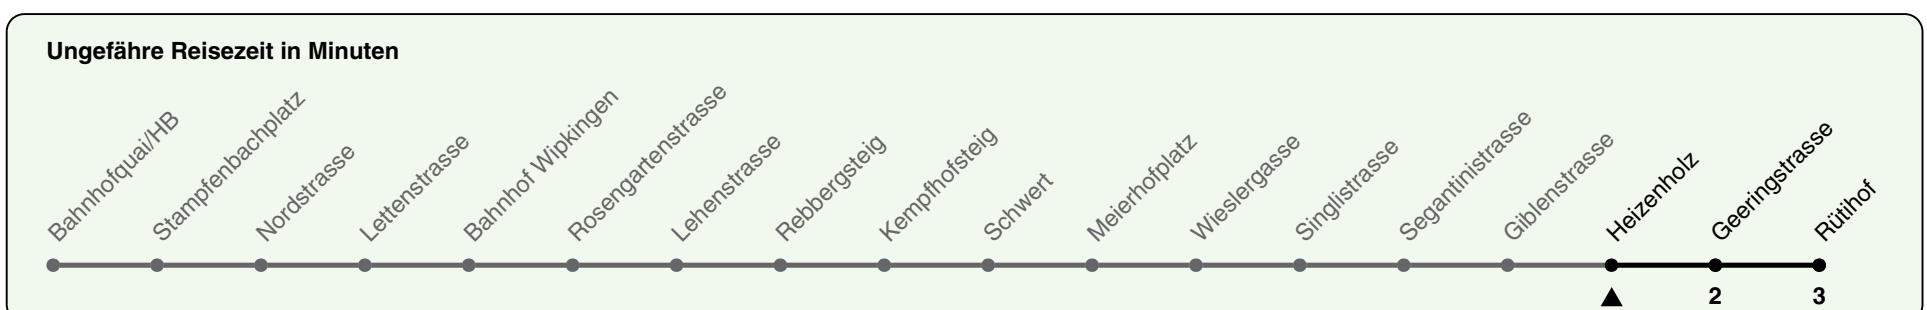 Ungefähre Reisezeit in Minuten
Bahnhofquai/HB
Stampfenbachplatz
Nordstrasse
Lettenstrasse
Bahnhof Wipkingen
Rosengartenstrasse
Lehenstrasse
Rebbergsteig
Kempfhofsteig
Schwert
Meierhofplatz
Wieslergasse
Singlistrasse
Segantinistrasse
Giblenstrasse
Heizenholz
Geeringstrasse
Rütihof
2 3